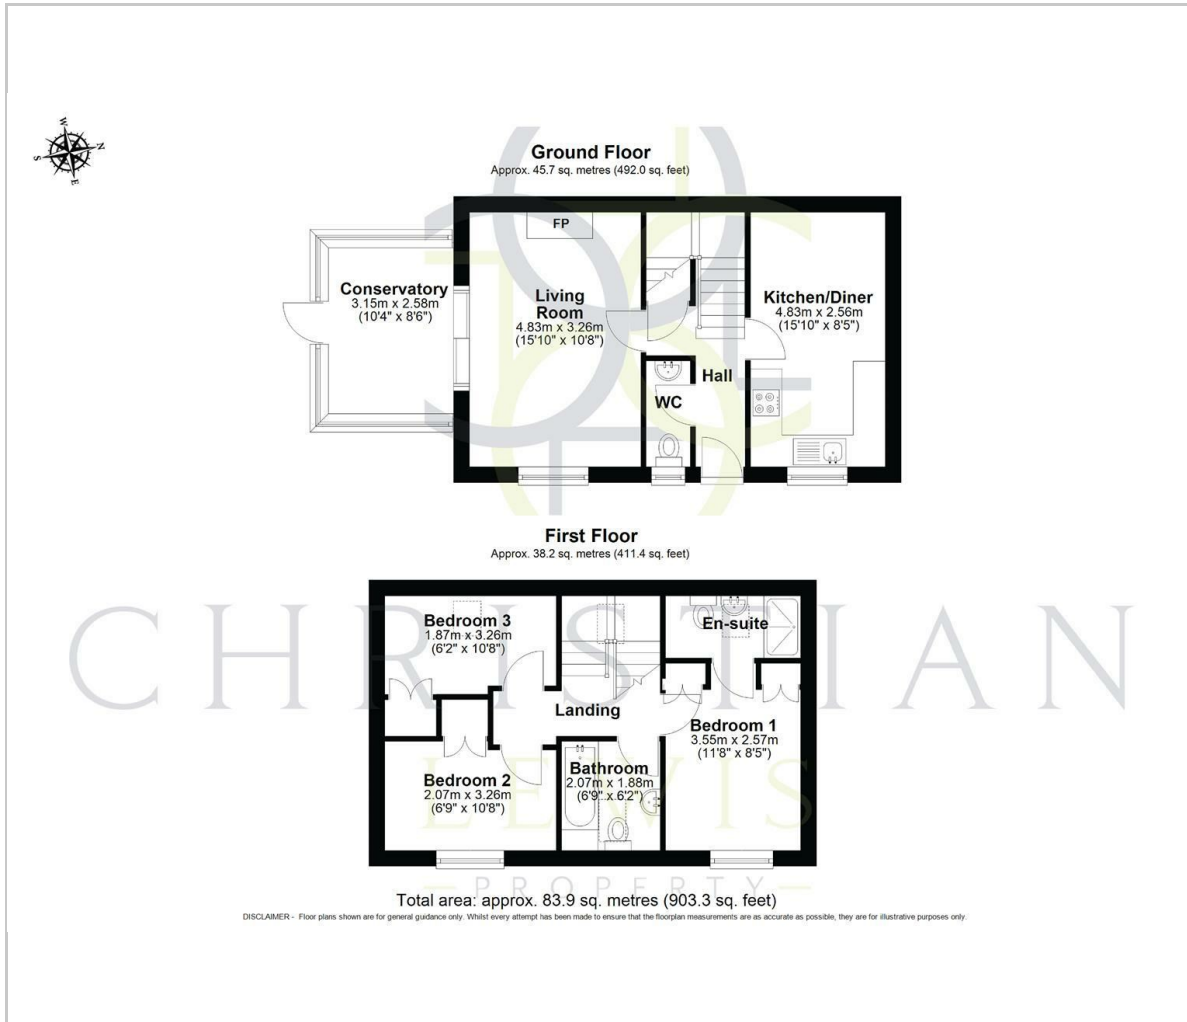 W
N
S
E
Ground Floor
Approx. 45.7 sq. metres (492.0 sq. feet)
FP
Conservatory
3.15m x 2.58m
(10'4" x 8'6")
Living
Room
4.83m x 3.26m
(15'10" x 10'8")
Kitchen/Diner
4.83m x 2.56m
(15'10" x 8'5")
Hall
WC
First Floor
Approx. 38.2 sq. metres (411.4 sq. feet)
Bedroom 3
1.87m x 3.26m
(6'2" x 10'8")
En-suite
Landing
Bedroom 1
3.55m x 2.57m
(11'8" x 8'5")
Bedroom 2
2.07m x 3.26m
(6'9" x 10'8")
Bathroom
2.07m x 1.88m
(6'9" x 6'2")
CHRISTIAN
LEWIS
PROPERTY
Total area: approx. 83.9 sq. metres (903.3 sq. feet)
DISCLAIMER - Floor plans shown are for general guidance only. Whilst every attempt has been made to ensure that the floorplan measurements are as accurate as possible, they are for illustrative purposes only.